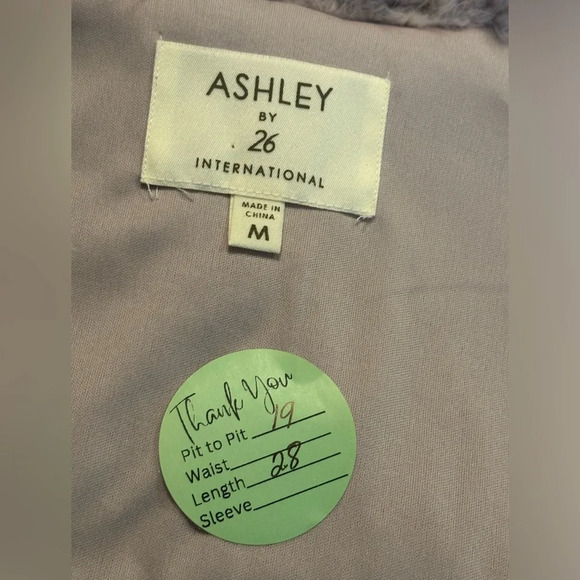 ASHLEY
BY
26
INTERNATIONAL
MADE IN
CHINA
M
Thank You
Pit to Pit 19
Waist
Length 28
Sleeve